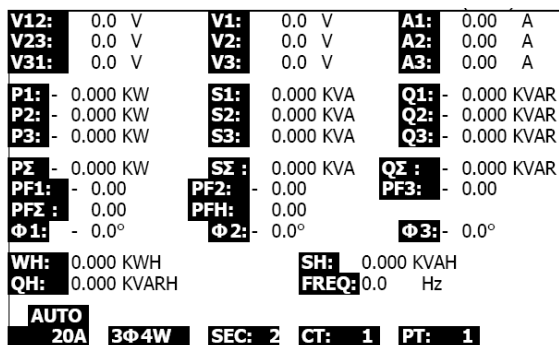 V12: 0.0 V V1: 0.0 V A1: 0.00 A
V23: 0.0 V V2: 0.0 V A2: 0.00 A
V31: 0.0 V V3: 0.0 V A3: 0.00 A
P1: - 0.000 KW S1: 0.000 KVA Q1: - 0.000 KVAR
P2: - 0.000 KW S2: 0.000 KVA Q2: - 0.000 KVAR
P3: - 0.000 KW S3: 0.000 KVA Q3: - 0.000 KVAR
PΣ - 0.000 KW SΣ : 0.000 KVA QΣ : - 0.000 KVAR
PF1: - 0.00 PF2: - 0.00 PF3: - 0.00
PFΣ : 0.00 PFH: 0.00
Φ1: - 0.0° Φ2: - 0.0° Φ3: - 0.0°
WH: 0.000 KWH SH: 0.000 KVAH
QH: 0.000 KVARH FREQ: 0.0 Hz
AUTO
20A 3Φ4W SEC: 2 CT: 1 PT: 1